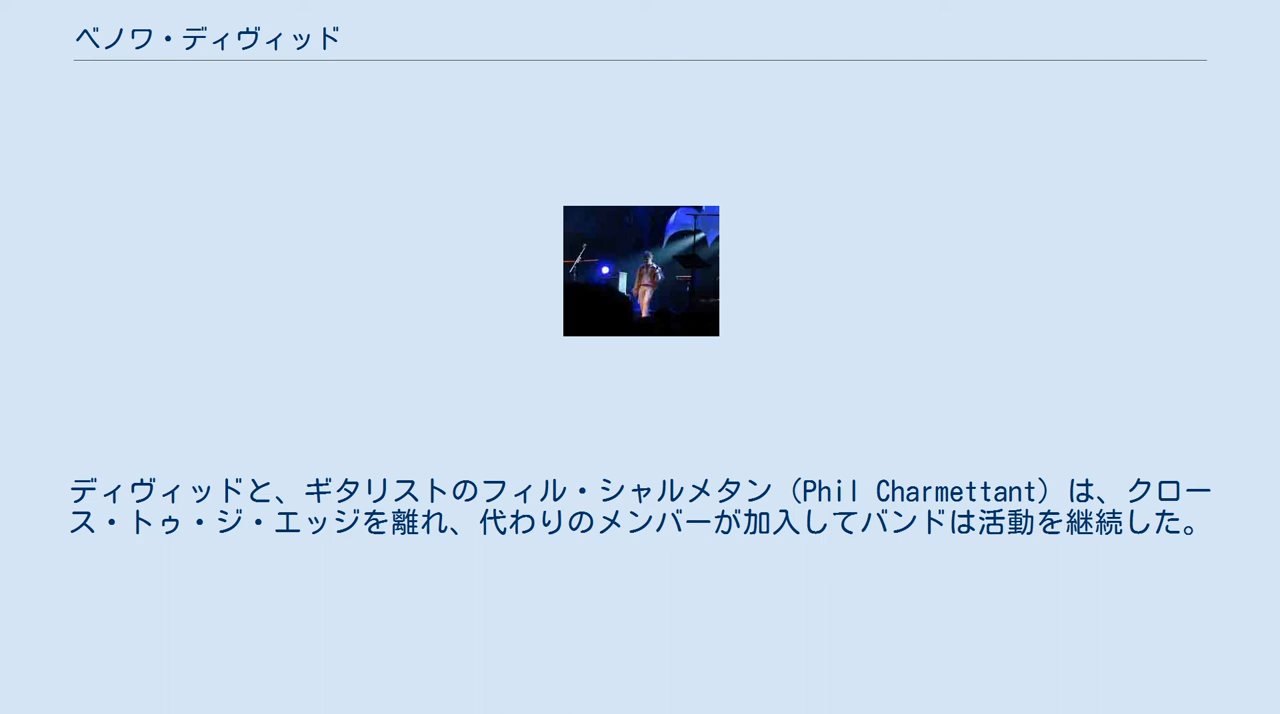 ベノワ・ディヴィッド
ディヴィッドと、ギタリストのフィル・シャルメタン（Phil Charmettant）は、クロー
ス・トゥ・ジ・エッジを離れ、代わりのメンバーが加入してバンドは活動を継続した。